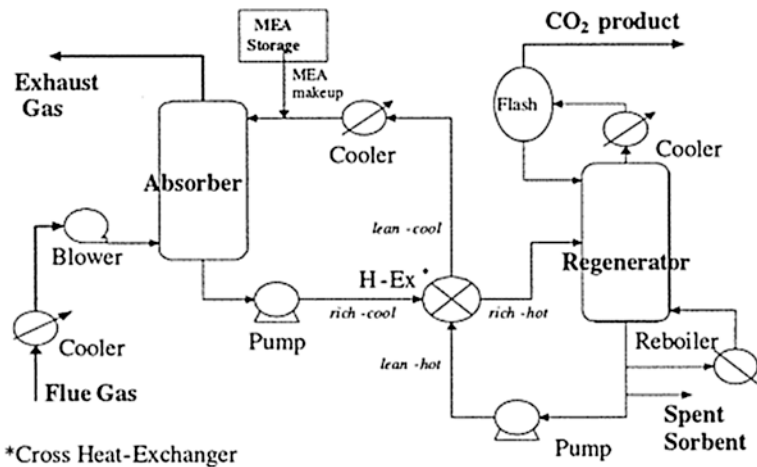 MEA
Storage
CO₂ product
Exhaust
Gas
MEA
makeup
Flash
Cooler
Cooler
Absorber
Blower
lean -cool
Regenerator
H -Ex *
rich -cool
rich -hot
Pump
Cooler
lean -hot
Reboiler
Flue Gas
Spent
Sorbent
Pump
*Cross Heat-Exchanger